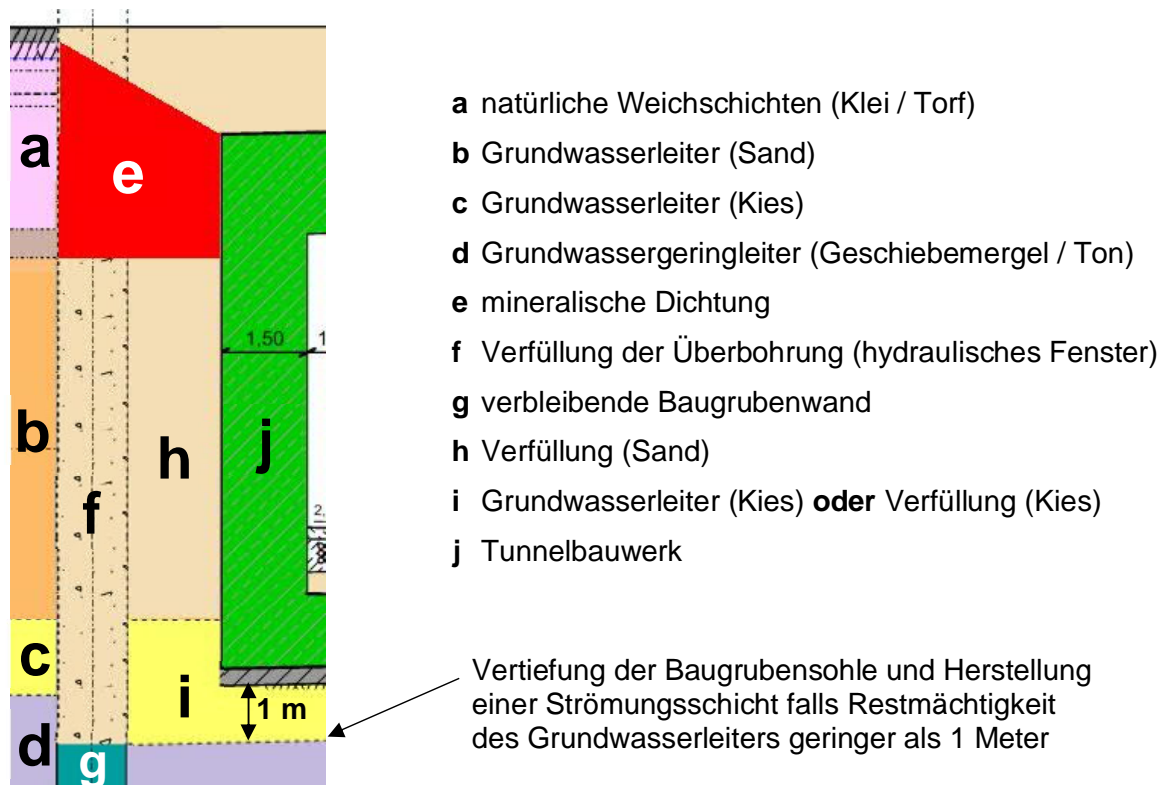 a
e
b
f
h
j
c
i
d
g
1,50
1
2,
1 m
a natürliche Weichschichten (Klei / Torf)
b Grundwasserleiter (Sand)
c Grundwasserleiter (Kies)
d Grundwassergeringleiter (Geschiebemergel / Ton)
e mineralische Dichtung
f Verfüllung der Überbohrung (hydraulisches Fenster)
g verbleibende Baugrubenwand
h Verfüllung (Sand)
i Grundwasserleiter (Kies) oder Verfüllung (Kies)
j Tunnelbauwerk
Vertiefung der Baugrubensohle und Herstellung
einer Strömungsschicht falls Restmächtigkeit
des Grundwasserleiters geringer als 1 Meter